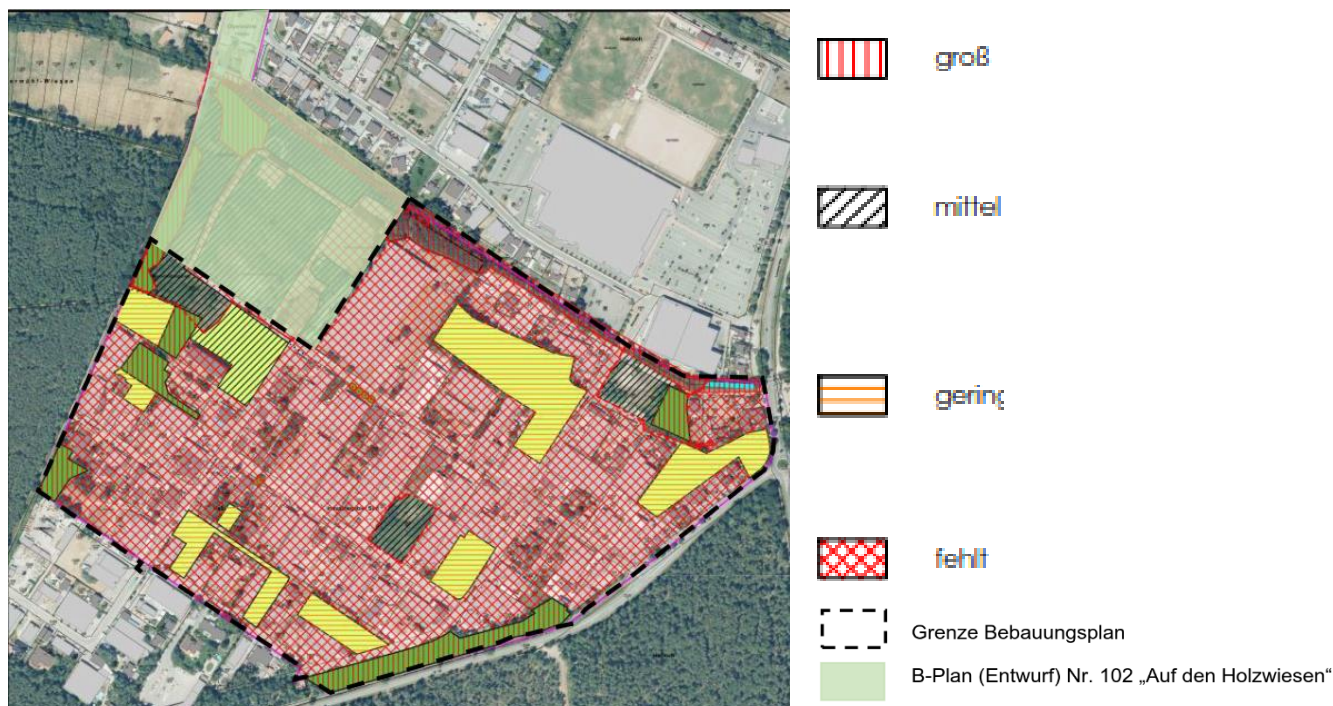 groß
mittel
gering
fehlt
Grenze Bebauungsplan
B-Plan (Entwurf) Nr. 102 „Auf den Holzwiesen“